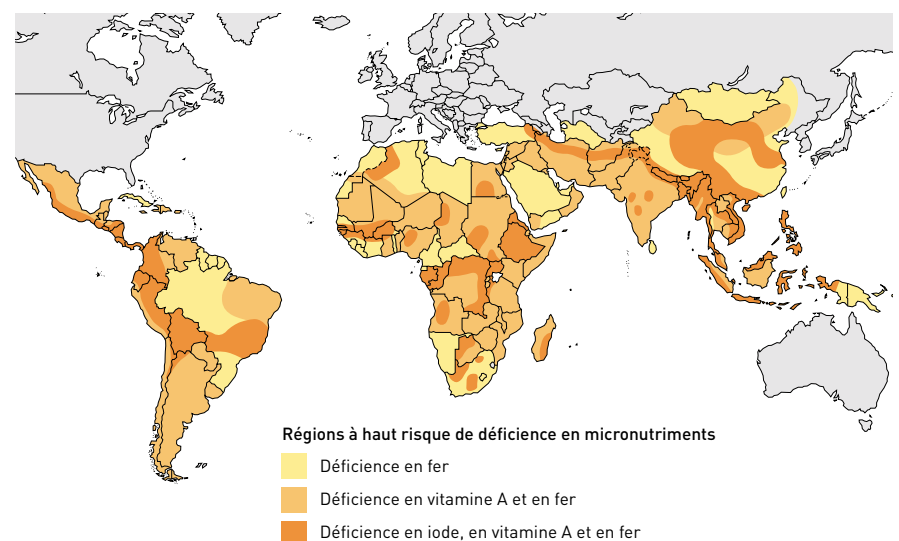 Régions à haut risque de déficience en micronutriments
Déficience en fer
Déficience en vitamine A et en fer
Déficience en iode, en vitamine A et en fer